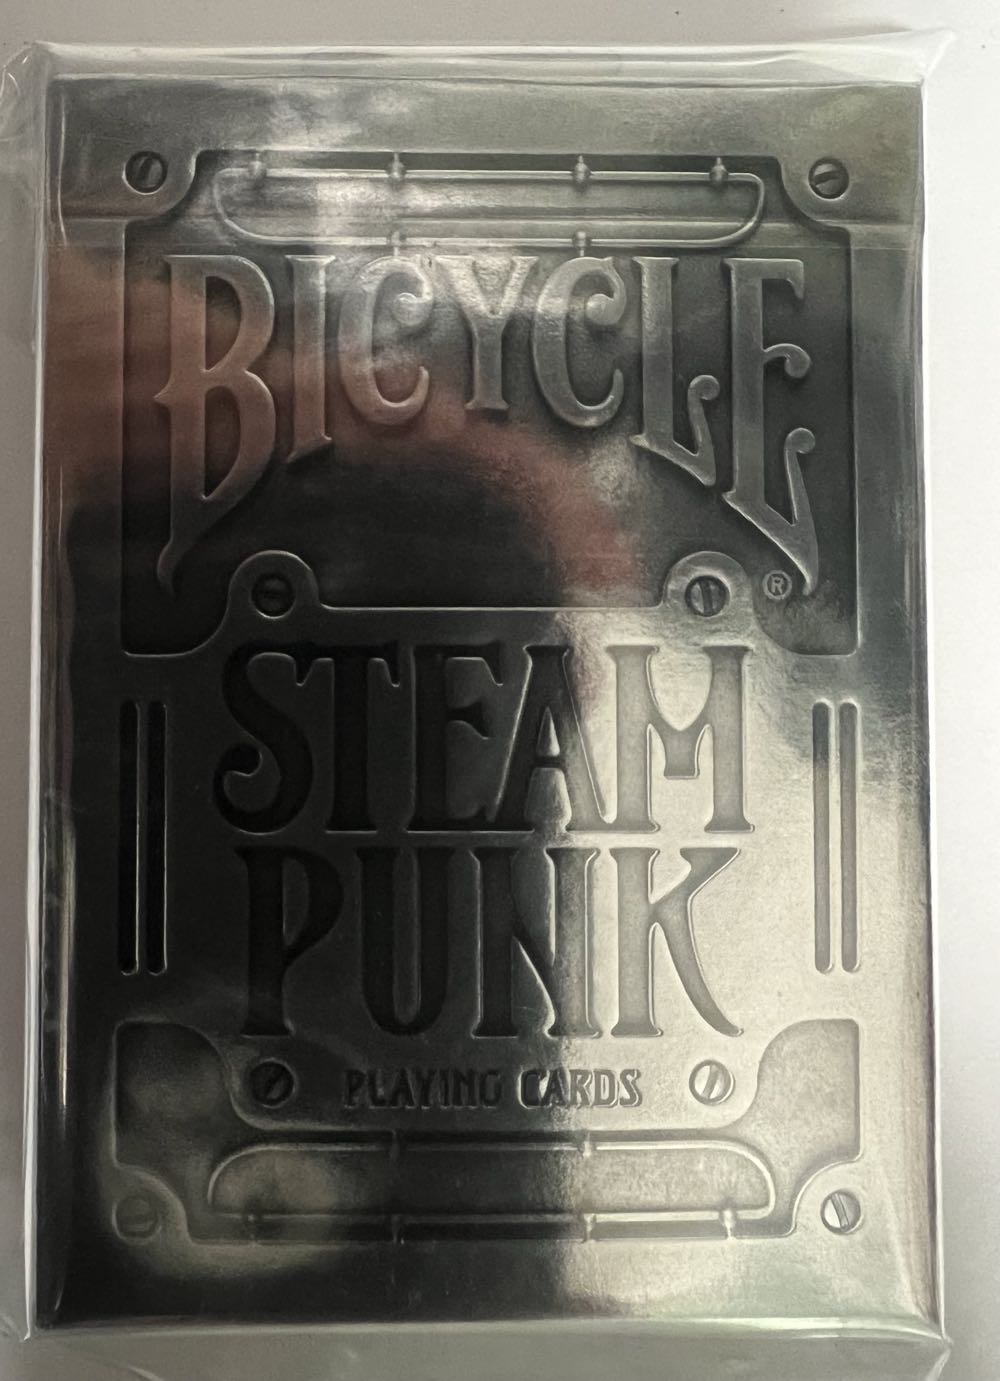 BICYCLE®
STEAM
PUNK
PLAYING CARDS